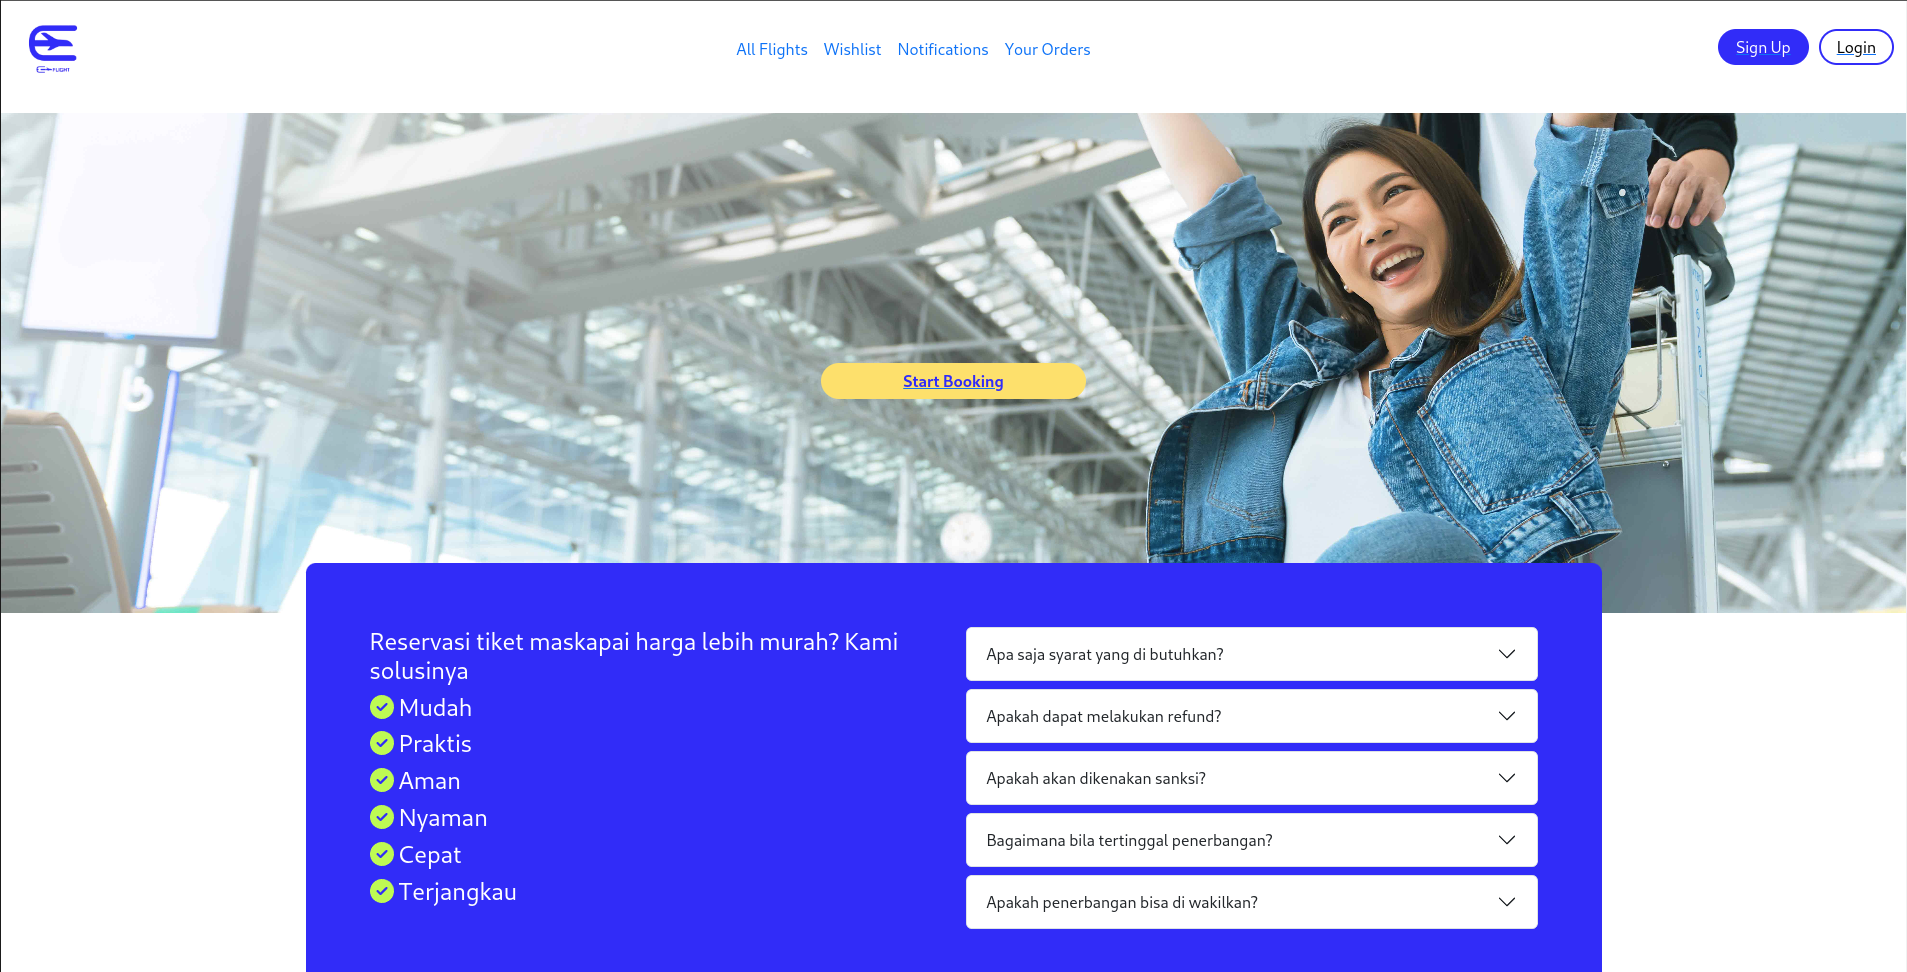 FLIGHT
All Flights Wishlist Notifications Your Orders
Sign Up Login
Start Booking
Reservasi tiket maskapai harga lebih murah? Kami
solusinya
Mudah
Praktis
Aman
Nyaman
Cepat
Terjangkau
Apa saja syarat yang di butuhkan?
Apakah dapat melakukan refund?
Apakah akan dikenakan sanksi?
Bagaimana bila tertinggal penerbangan?
Apakah penerbangan bisa di wakilkan?